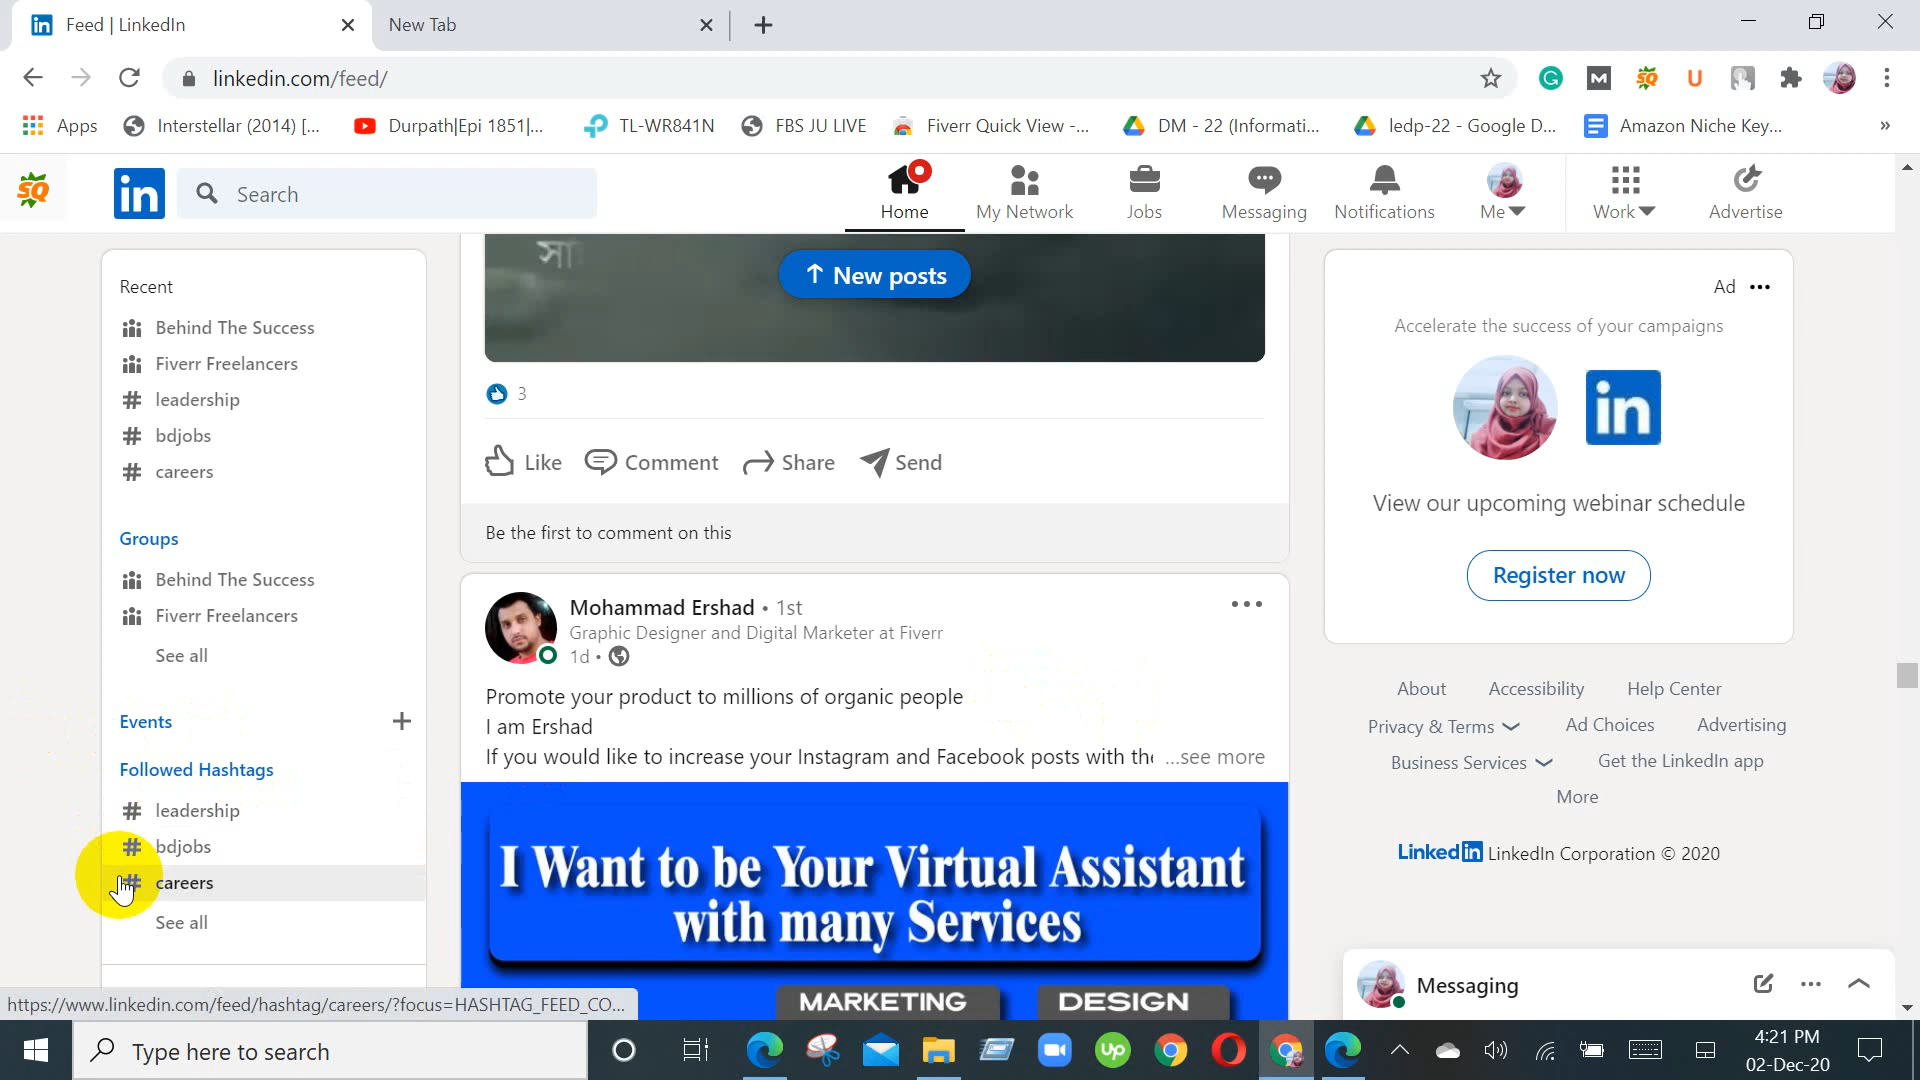 Feed | LinkedIn
New Tab
linkedin.com/feed/
Apps
Interstellar (2014) [...
Durpath|Epi 1851|...
TL-WR841N
FBS JU LIVE
Fiverr Quick View -...
DM - 22 (Informati...
ledp-22 - Google D...
Amazon Niche Key...
»
SQ
in
Search
Home
My Network
Jobs
Messaging
Notifications
Me
Work
Advertise
Recent
Behind The Success
Fiverr Freelancers
# leadership
# bdjobs
# careers
Groups
Behind The Success
Fiverr Freelancers
See all
Events
Followed Hashtags
# leadership
# bdjobs
# careers
See all
সা
↑ New posts
3
Like
Comment
Share
Send
Be the first to comment on this
Mohammad Ershad • 1st
Graphic Designer and Digital Marketer at Fiverr
1d •
Promote your product to millions of organic people
I am Ershad
If you would like to increase your Instagram and Facebook posts with the ...see more
I Want to be Your Virtual Assistant
with many Services
MARKETING
DESIGN
Ad
Accelerate the success of your campaigns
in
View our upcoming webinar schedule
Register now
About
Accessibility
Help Center
Privacy & Terms
Ad Choices
Advertising
Business Services
Get the LinkedIn app
More
LinkedIn LinkedIn Corporation © 2020
Messaging
https://www.linkedin.com/feed/hashtag/careers/?focus=HASHTAG_FEED_CO...
Type here to search
up
4:21 PM
02-Dec-20